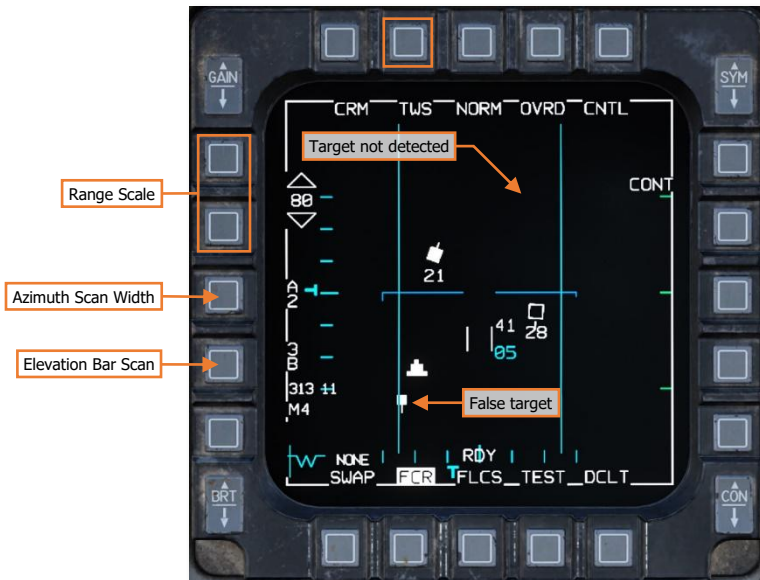 GAIN
SYM
CRM TWS NORM OVRD CNTL
Target not detected
CONT
Range Scale
80
21
Azimuth Scan Width
A
2
41
28
05
Elevation Bar Scan
3
B
313 11
M4
False target
NONE
RDY
SWAP FCR FLCS TEST DCLT
BRT
CON